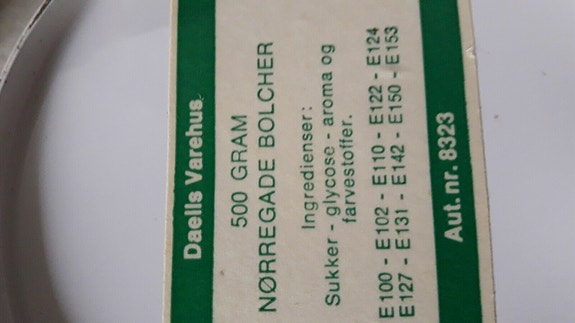 Daells Varehus
500 GRAM
NØRREGADE BOLCHER
Ingredienser:
Sukker - glycose - aroma og
farvestoffer.
E100 - E102 - E110 - E122 - E124
E127 - E131 - E142 - E150 - E153
Aut.nr. 8323